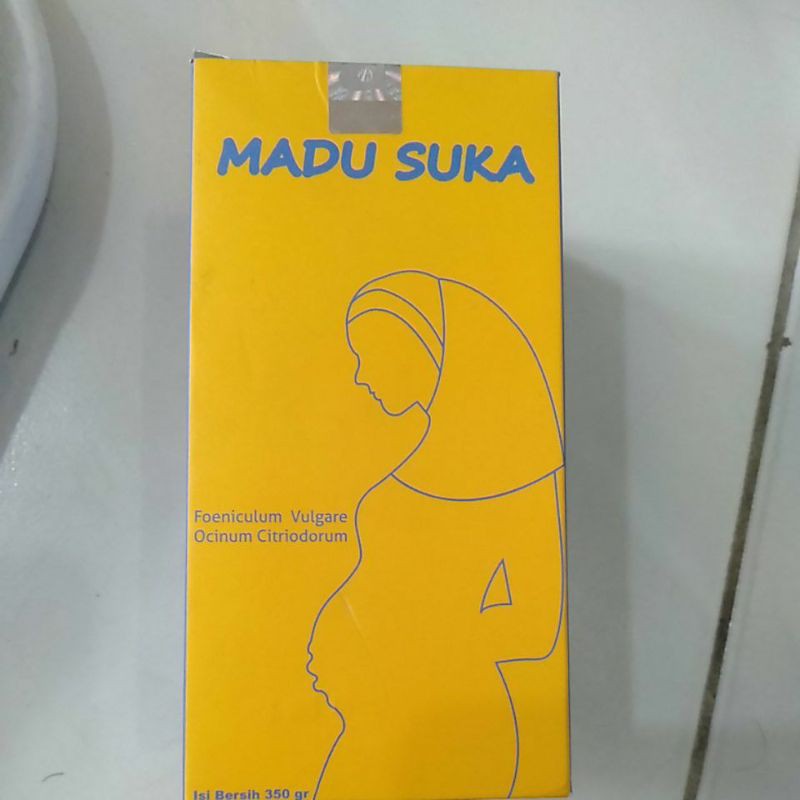 MADU SUKA
Foeniculum Vulgare
Ocinum Citriodorum
Isi Bersih 350 gr